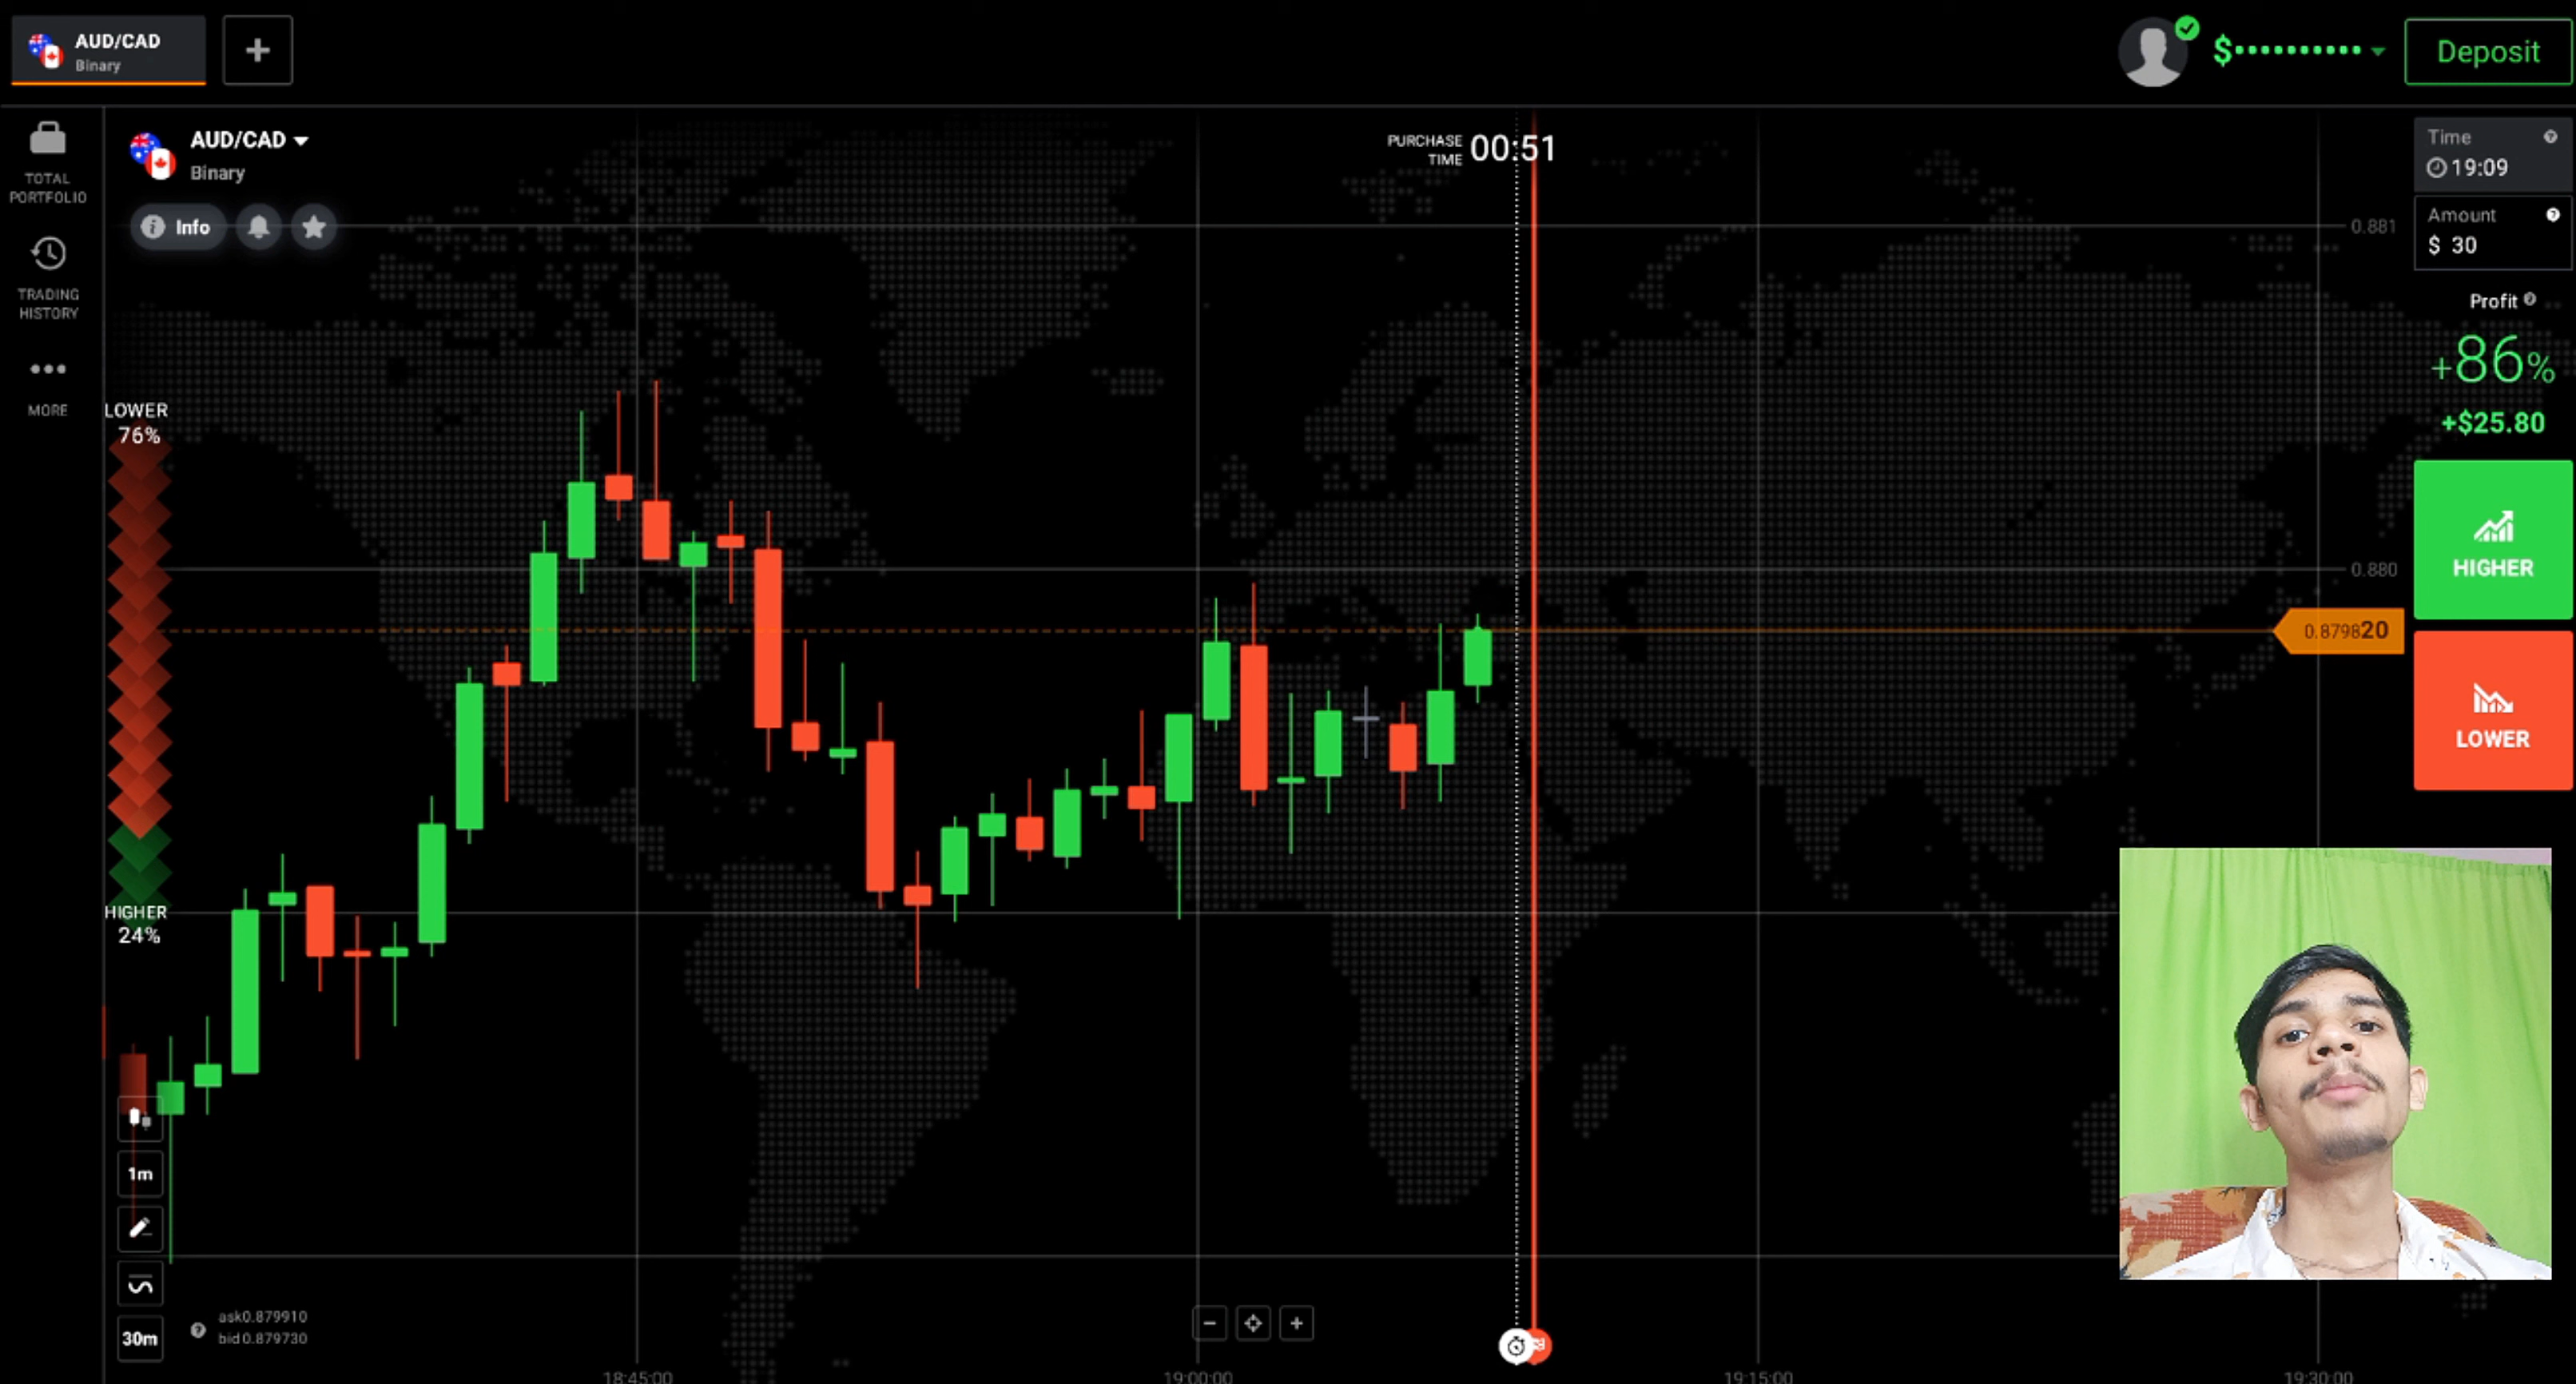 AUD/CAD
Binary
+
$
Deposit
TOTAL
PORTFOLIO
TRADING
HISTORY
MORE
AUD/CAD
Binary
Info
PURCHASE
TIME
00:51
Time
19:09
Amount
$ 30
Profit
+86%
+$25.80
HIGHER
LOWER
0.881
0.880
0.879820
LOWER
76%
HIGHER
24%
1m
30m
ask0.879910
bid0.879730
18:45:00
19:00:00
19:15:00
19:30:00